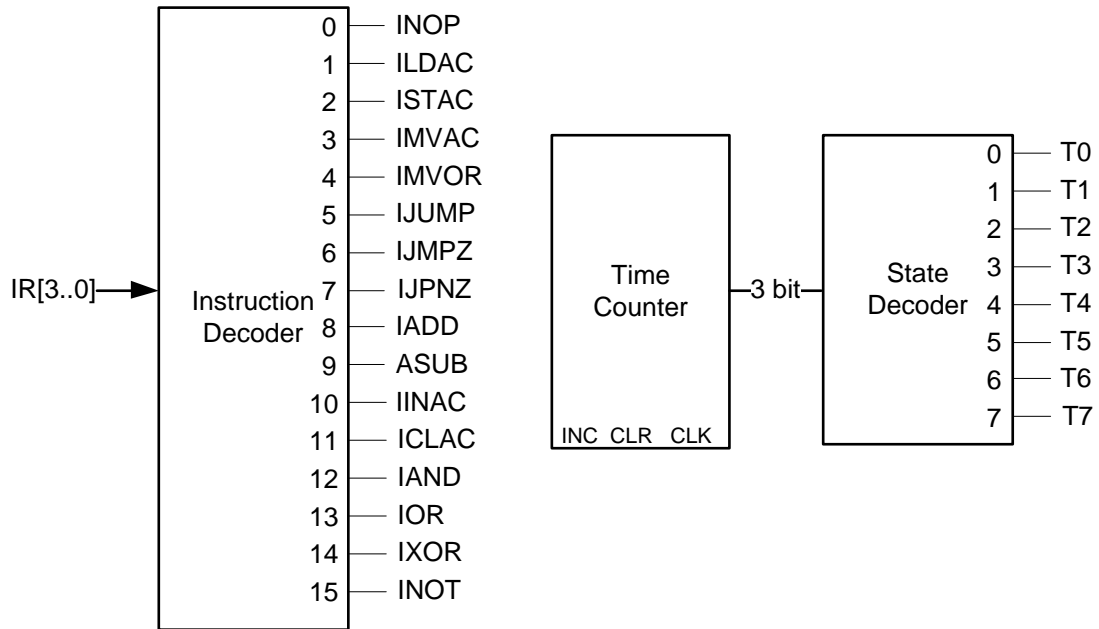 IR[3..0]
Instruction
Decoder
0 INOP
1 ILDAC
2 ISTAC
3 IMVAC
4 IMVOR
5 IJUMP
6 IJMPZ
7 IJPNZ
8 IADD
9 ASUB
10 IINAC
11 ICLAC
12 IAND
13 IOR
14 IXOR
15 INOT
Time
Counter
INC CLR CLK
3 bit
State
Decoder
0 T0
1 T1
2 T2
3 T3
4 T4
5 T5
6 T6
7 T7